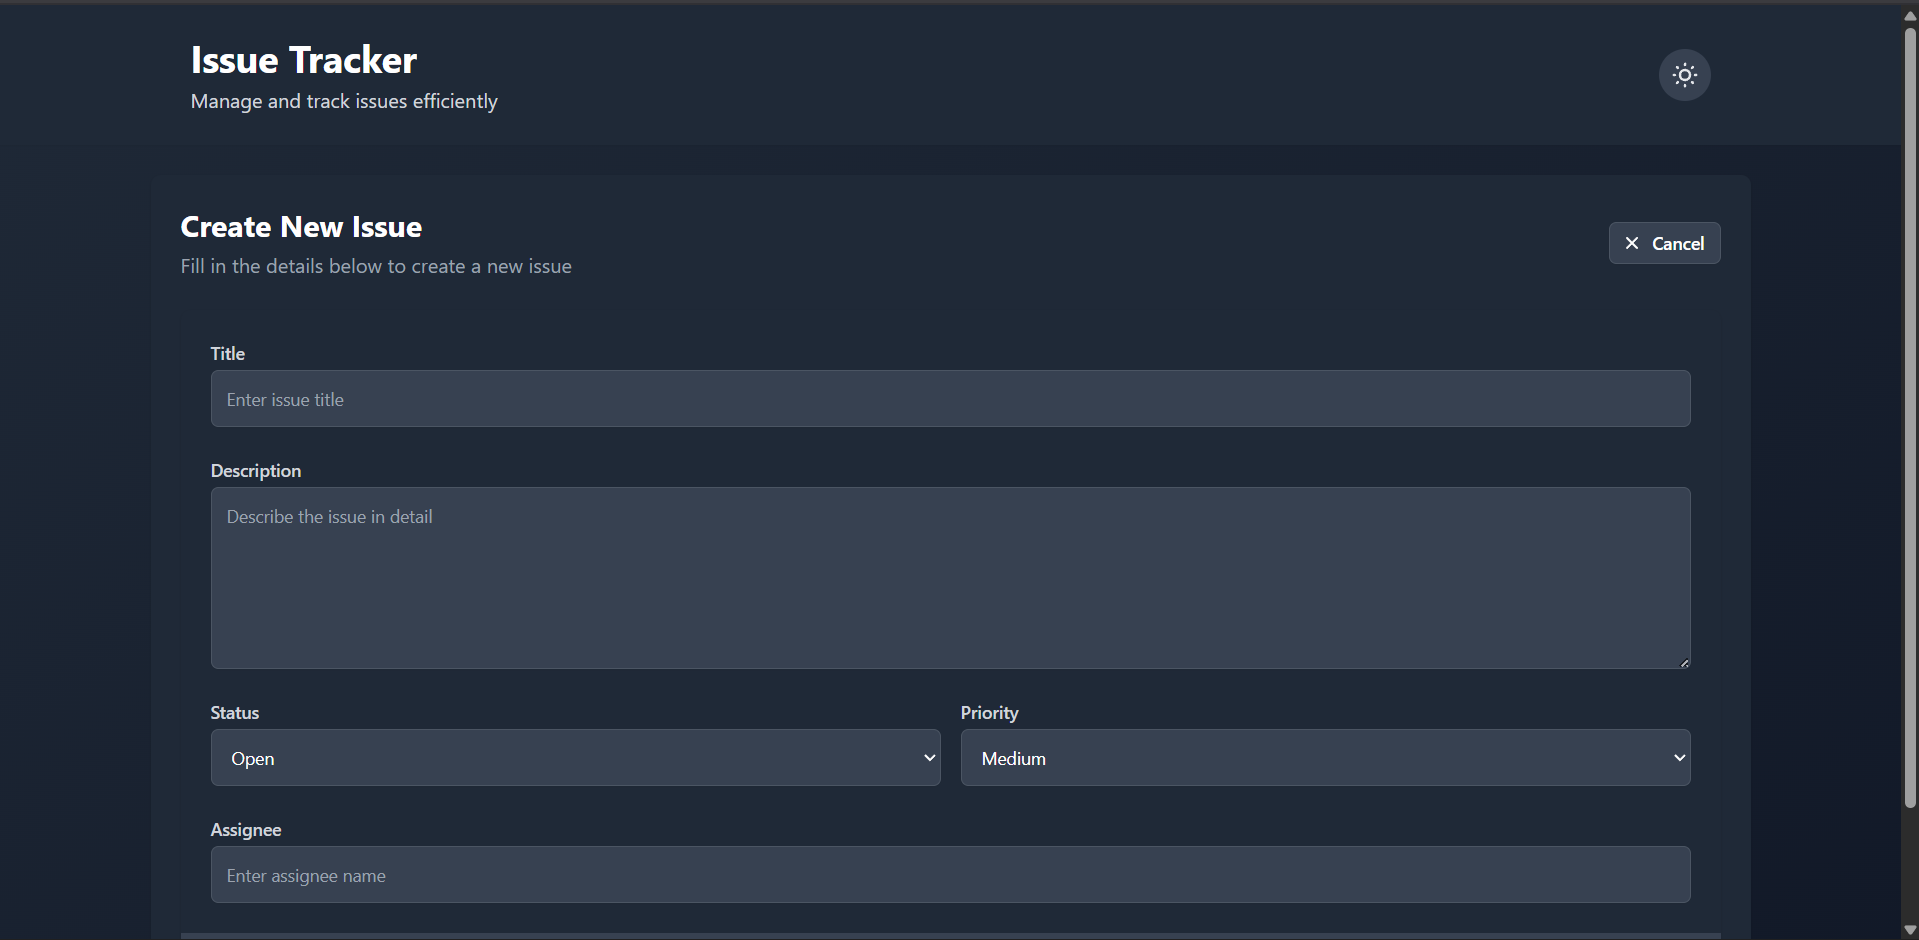 Issue Tracker
Manage and track issues efficiently
Create New Issue
Fill in the details below to create a new issue
Cancel
Title
Enter issue title
Description
Describe the issue in detail
Status
Priority
Open
Medium
Assignee
Enter assignee name